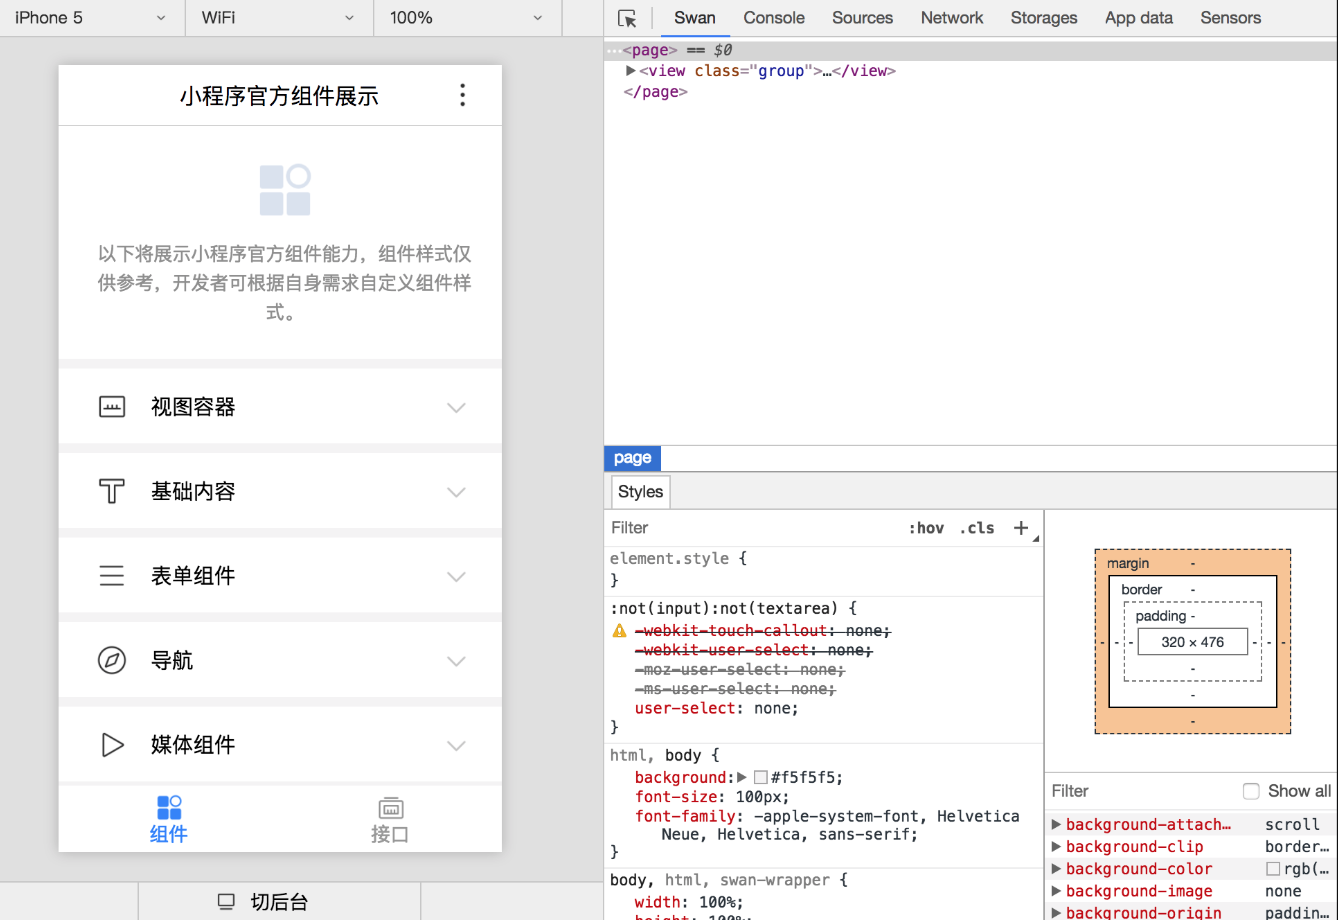 iPhone 5 WiFi 100% Swan Console Sources Network Storages App data Sensors
小程序官方组件展示
以下将展示小程序官方组件能力，组件样式仅
供参考，开发者可根据自身需求自定义组件样
式。
视图容器
基础内容
表单组件
导航
媒体组件
组件 接口
切后台
…<page> == $0
<view class="group">…</view>
</page>
page
Styles
Filter :hov .cls +
element.style {
}
:not(input):not(textarea) {
-webkit-touch-callout: none;
-webkit-user-select: none;
-moz-user-select: none;
-ms-user-select: none;
user-select: none;
}
html, body {
background: #f5f5f5;
font-size: 100px;
font-family: -apple-system-font, Helvetica
Neue, Helvetica, sans-serif;
}
body, html, swan-wrapper {
width: 100%;
height: 100%;
margin -
border -
padding -
- - - 320 × 476 - - -
-
-
-
Filter Show all
background-attach… scroll
background-clip border…
background-color rgb(…
background-image none
background-origin paddin…